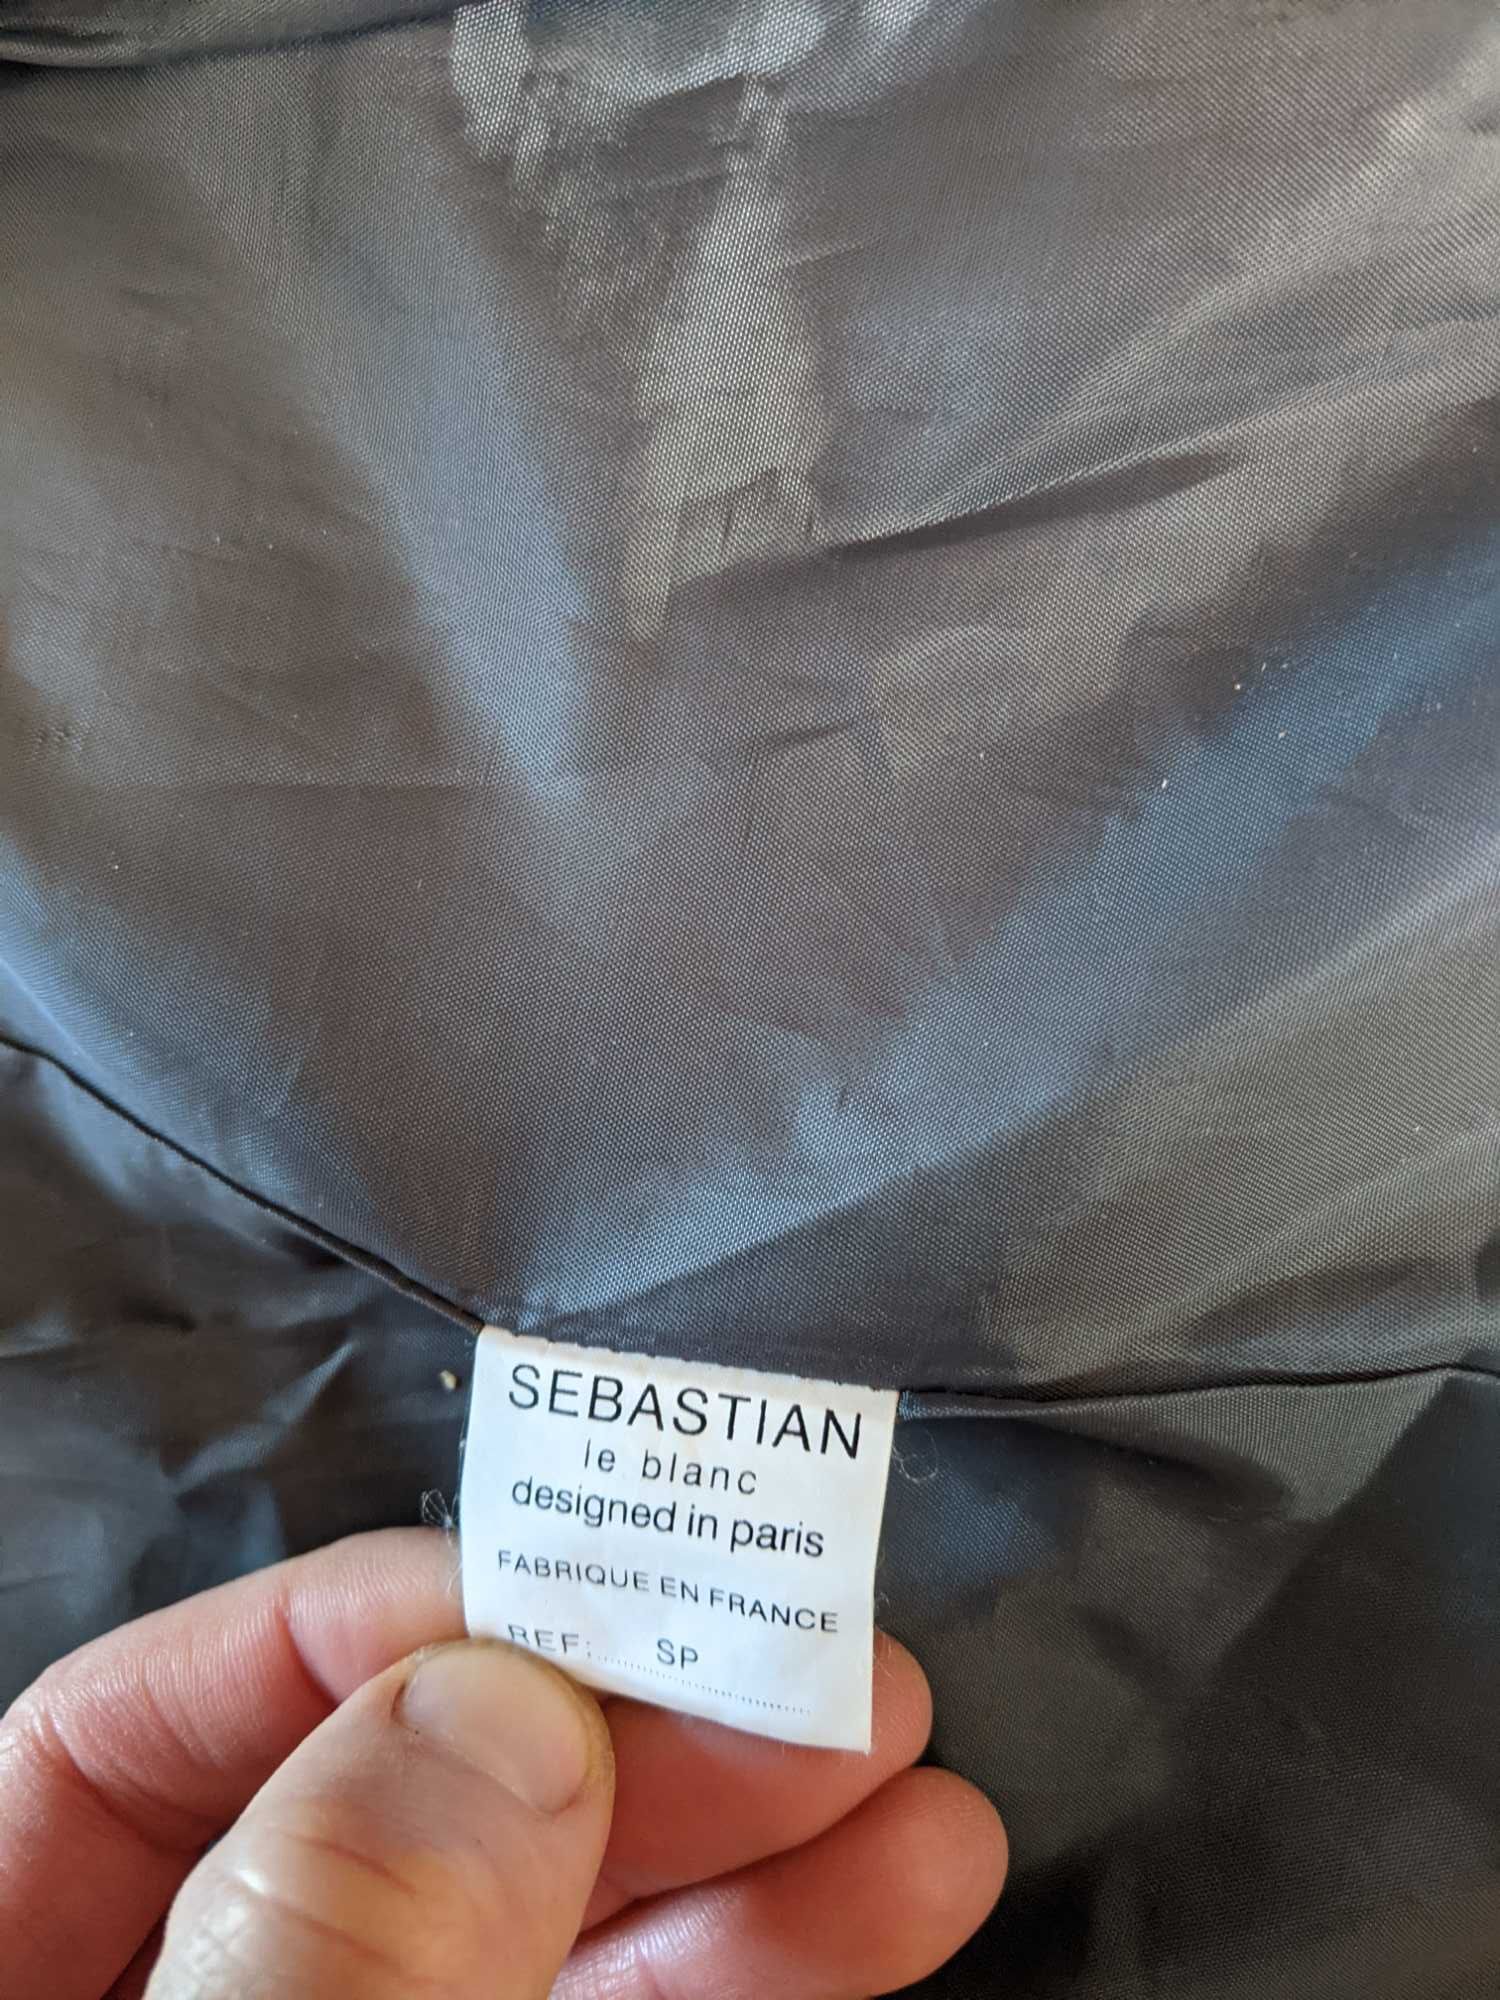 SEBASTIAN
le blanc
designed in paris
FABRIQUE EN FRANCE
REF:......SP......................